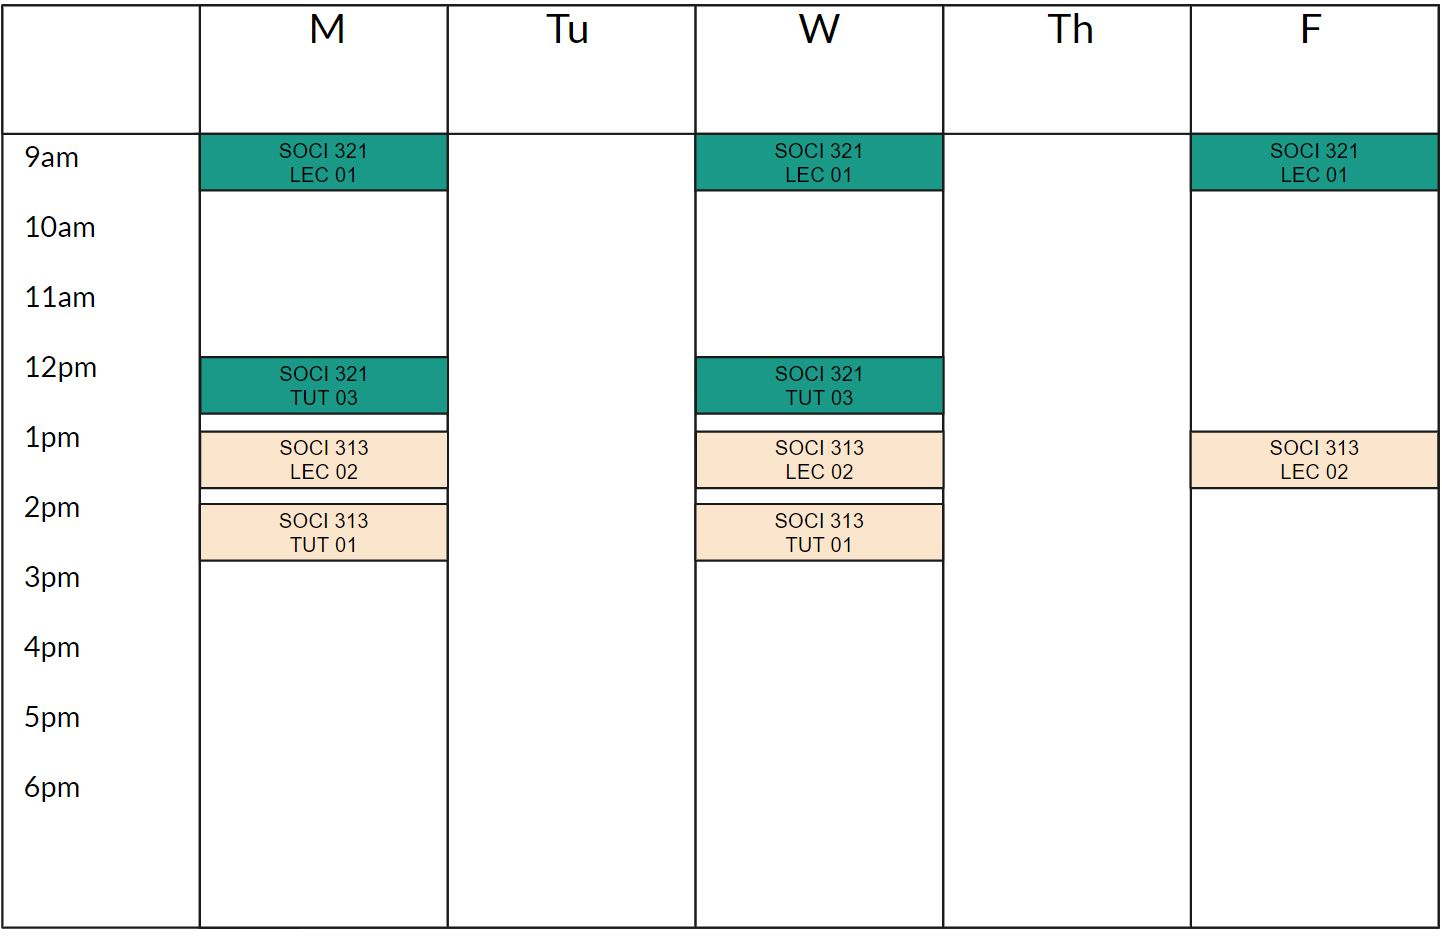 M Tu W Th F
9am
SOCI 321
LEC 01
SOCI 321
LEC 01
SOCI 321
LEC 01
10am
11am
12pm
SOCI 321
TUT 03
SOCI 321
TUT 03
1pm
SOCI 313
LEC 02
SOCI 313
LEC 02
SOCI 313
LEC 02
2pm
SOCI 313
TUT 01
SOCI 313
TUT 01
3pm
4pm
5pm
6pm